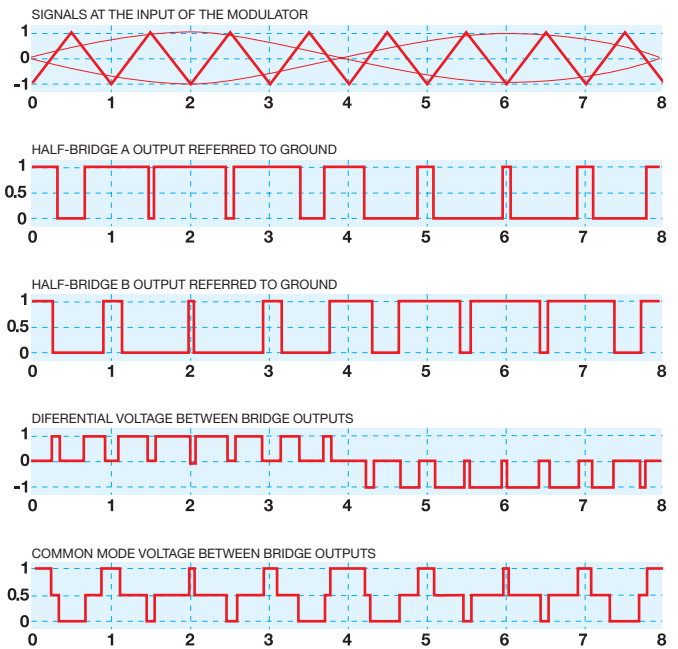 SIGNALS AT THE INPUT OF THE MODULATOR
1
0
-1
0 1 2 3 4 5 6 7 8
HALF-BRIDGE A OUTPUT REFERRED TO GROUND
1
0.5
0
0 1 2 3 4 5 6 7 8
HALF-BRIDGE B OUTPUT REFERRED TO GROUND
1
0.5
0
0 1 2 3 4 5 6 7 8
DIFERENTIAL VOLTAGE BETWEEN BRIDGE OUTPUTS
1
0
-1
0 1 2 3 4 5 6 7 8
COMMON MODE VOLTAGE BETWEEN BRIDGE OUTPUTS
1
0.5
0
0 1 2 3 4 5 6 7 8